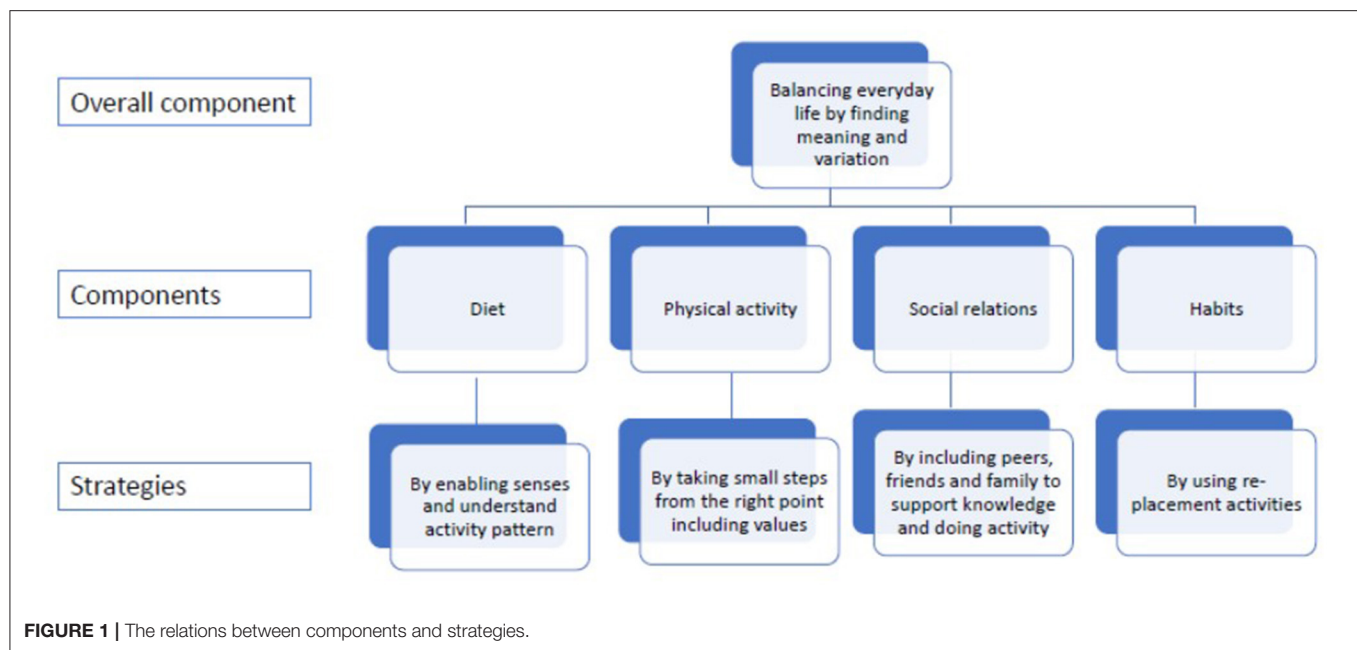 Overall component
Balancing everyday
life by finding
meaning and
variation
Components
Diet
Physical activity
Social relations
Habits
Strategies
By enabling senses
and understand
activity pattern
By taking small steps
from the right point
including values
By including peers,
friends and family to
support knowledge
and doing activity
By using re-
placement activities
FIGURE 1 | The relations between components and strategies.